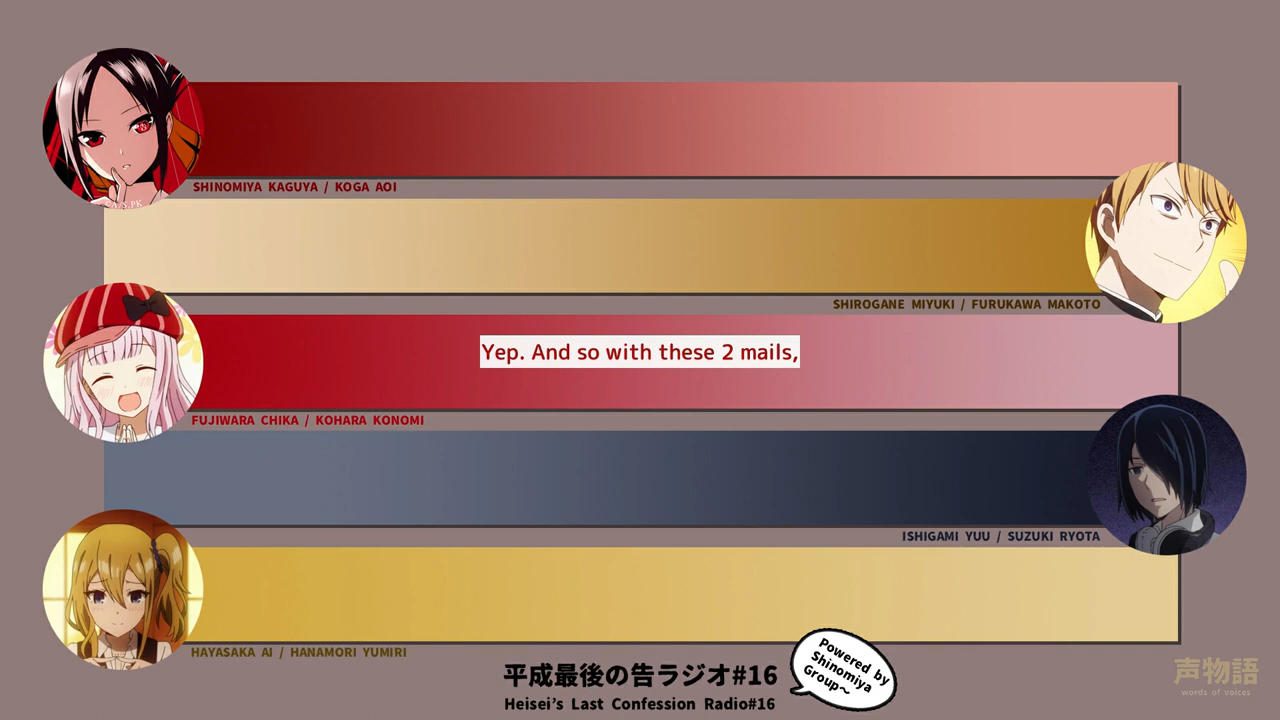 SHINOMIYA KAGUYA / KOGA AOI
SHIROGANE MIYUKI / FURUKAWA MAKOTO
Yep. And so with these 2 mails,
FUJIWARA CHIKA / KOHARA KONOMI
ISHIGAMI YUU / SUZUKI RYOTA
HAYASAKA AI / HANAMORI YUMIRI
平成最後の告ラジオ#16
Heisei's Last Confession Radio#16
Powered by
Shinomiya
Group〜
声物語
words of voices